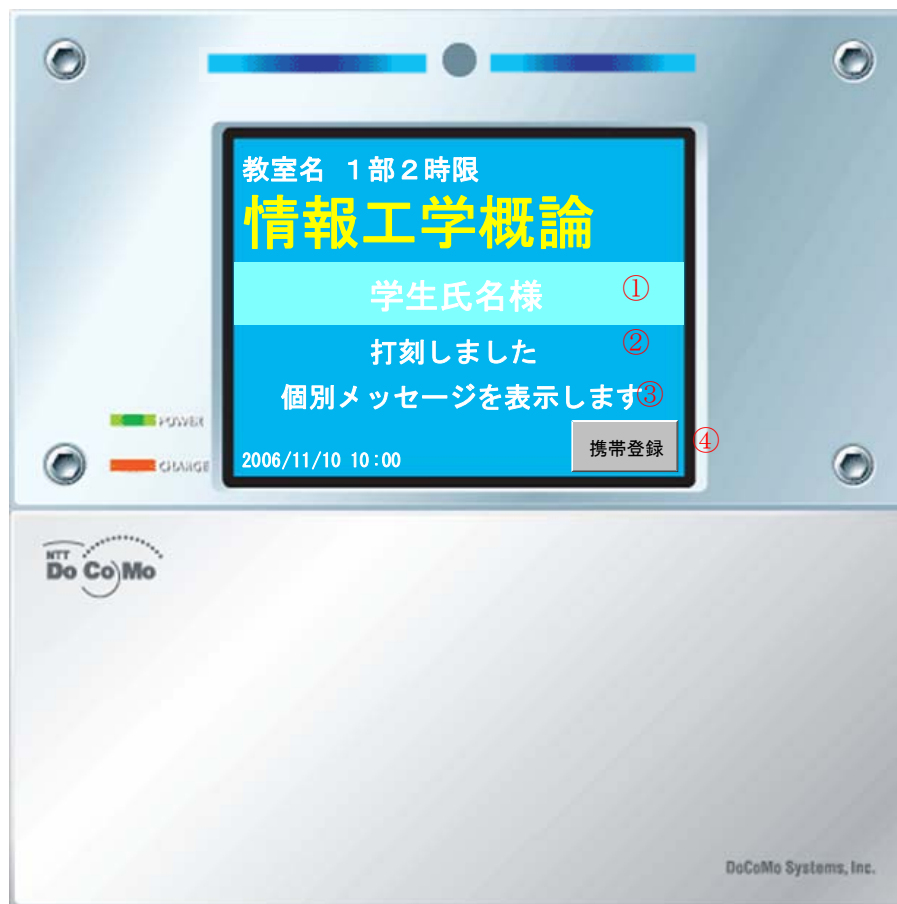 教室名 １部２時限
情報工学概論
学生氏名様 ①
打刻しました ②
個別メッセージを表示します③
POWER
携帯登録 ④
CHARGE
2006/11/10 10:00
NTT
DoCoMo
DoCoMo Systems, Inc.